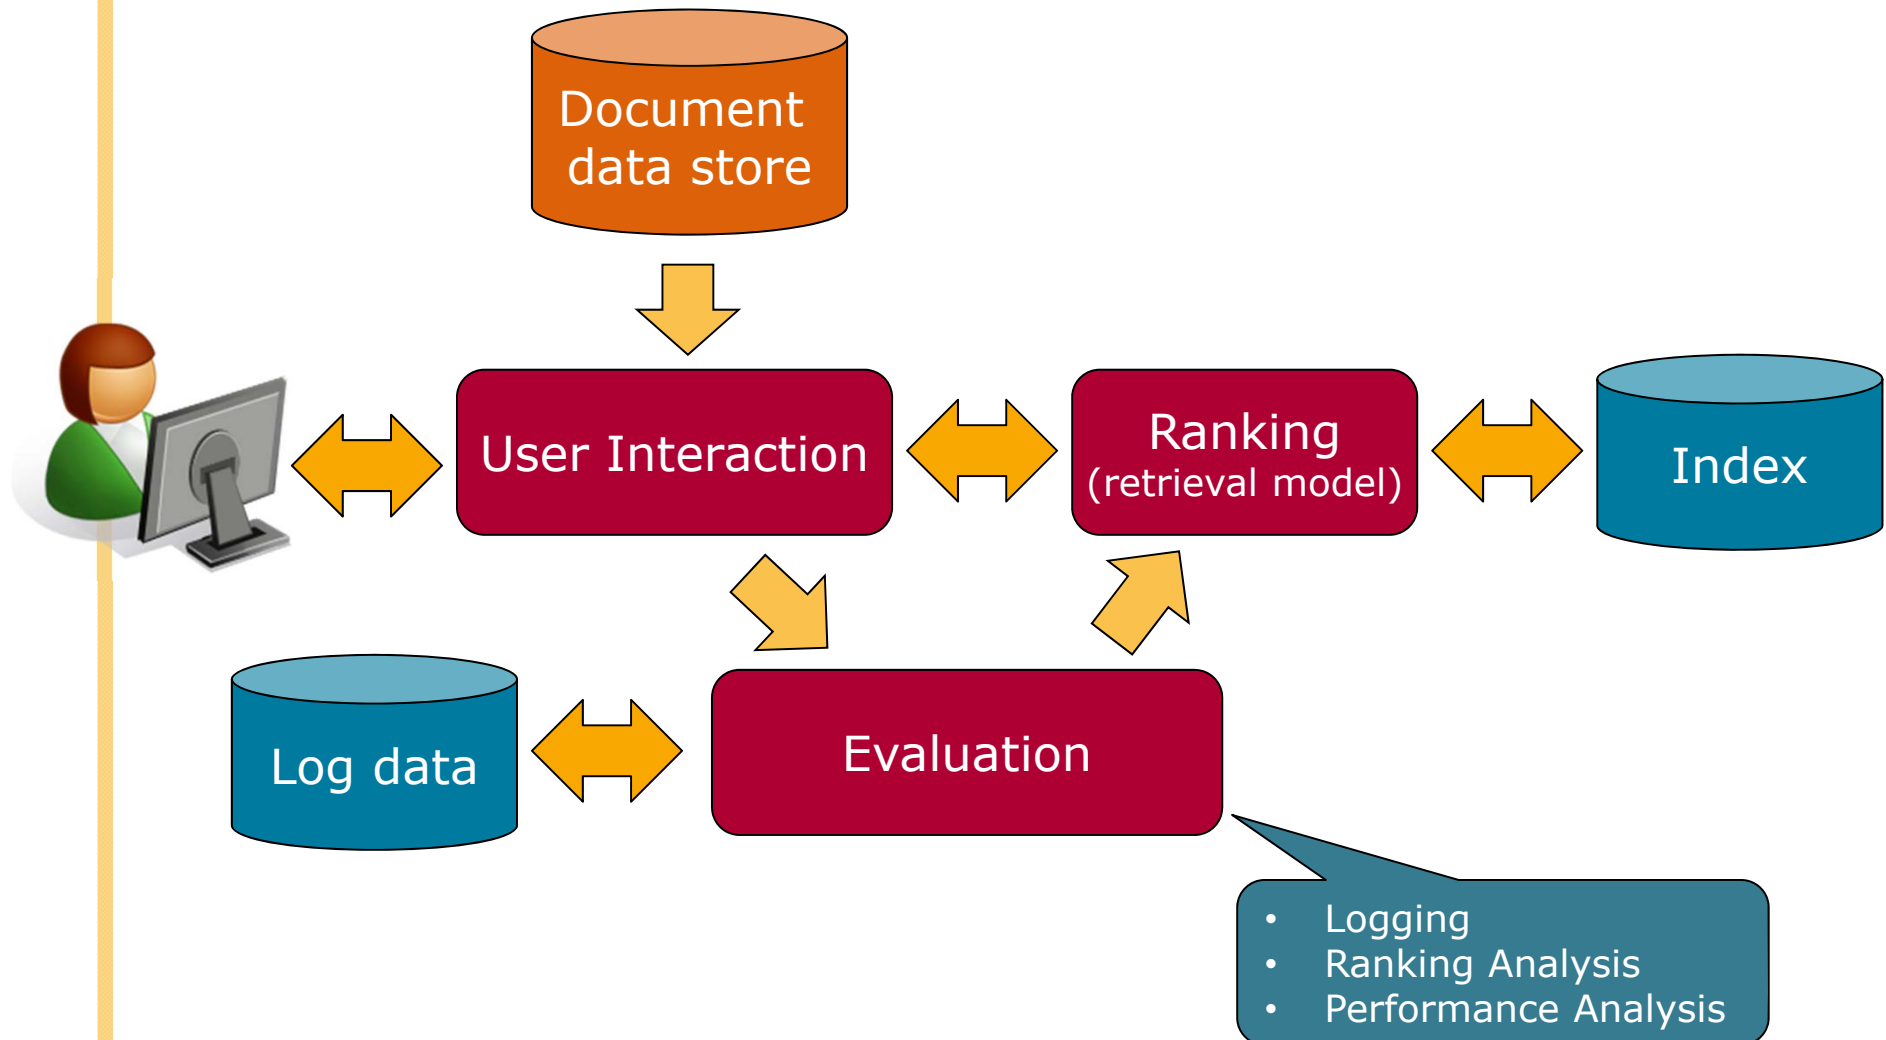 Document
data store
User Interaction
Ranking
(retrieval model)
Index
Log data
Evaluation
• Logging
• Ranking Analysis
• Performance Analysis